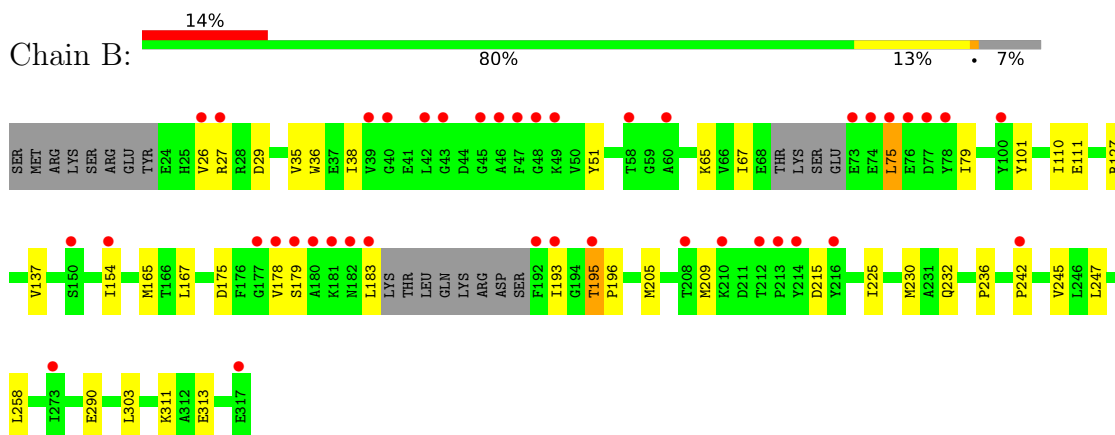 14%
Chain B:
80% 13% • 7%
SER MET ARG LYS SER ARG GLU TYR E24 H25 V26 R27 R28 D29 V35 W36 E37 I38 V39 G40 E41 L42 G43 D44 G45 A46 F47 G48 K49 V50 Y51 T58 G59 A60 K65 V66 I67 E68 THR LYS SER GLU E73 E74 L75 E76 D77 Y78 I79 Y100 Y101 I110 E111
V137 S150 I154 M165 T166 L167 D175 F176 G177 V178 S179 A180 K181 N182 L183 LYS THR LEU GLN LYS ARG ASP SER F192 I193 G194 T195 P196 M205 T208 M209 K210 D211 T212 P213 Y214 D215 Y216 I225 M230 A231 Q232 P236 P242 V245 L246 L247
L258 I273 E290 L303 K311 A312 E313 E317